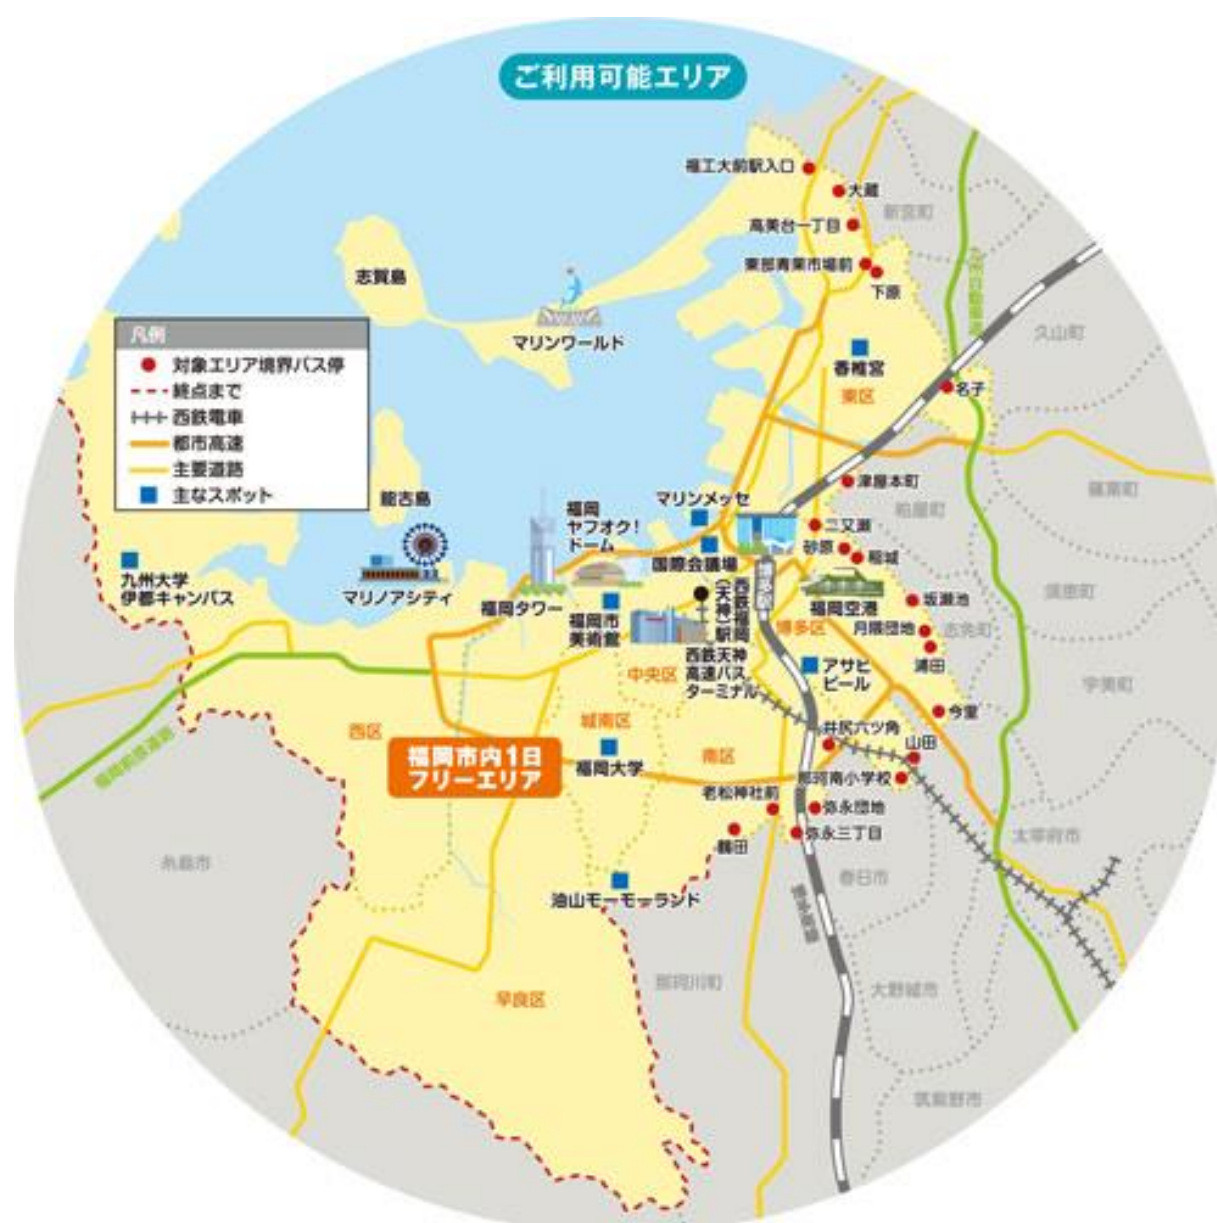 ご利用可能エリア
福工大前駅入口
大蔵
新宮町
高美台一丁目
東部青果市場前
下原
九州自動車道
久山町
志賀島
マリンワールド
凡例
対象エリア境界バス停
終点まで
西鉄電車
都市高速
主要道路
主なスポット
香椎宮
東区
名子
津屋本町
篠栗町
粕屋町
能古島
マリンメッセ
福岡
ヤフオク!
ドーム
二又瀬
砂原
稲城
国際会議場
九州大学
伊都キャンパス
マリノアシティ
福岡タワー
福岡市
美術館
西鉄福岡
(天神)駅
博多駅
福岡空港
坂瀬池
須恵町
月隈団地
志免町
浦田
博多区
西鉄天神
高速バス
ターミナル
中央区
アサヒ
ビール
宇美町
今里
西区
城南区
福岡市内1日
フリーエリア
福岡大学
南区
井尻六ツ角
山田
那珂南小学校
福岡前原道路
老松神社前
弥永団地
弥永三丁目
鶴田
太宰府市
糸島市
春日市
油山モーモーランド
早良区
那珂川町
大野城市
筑紫野市